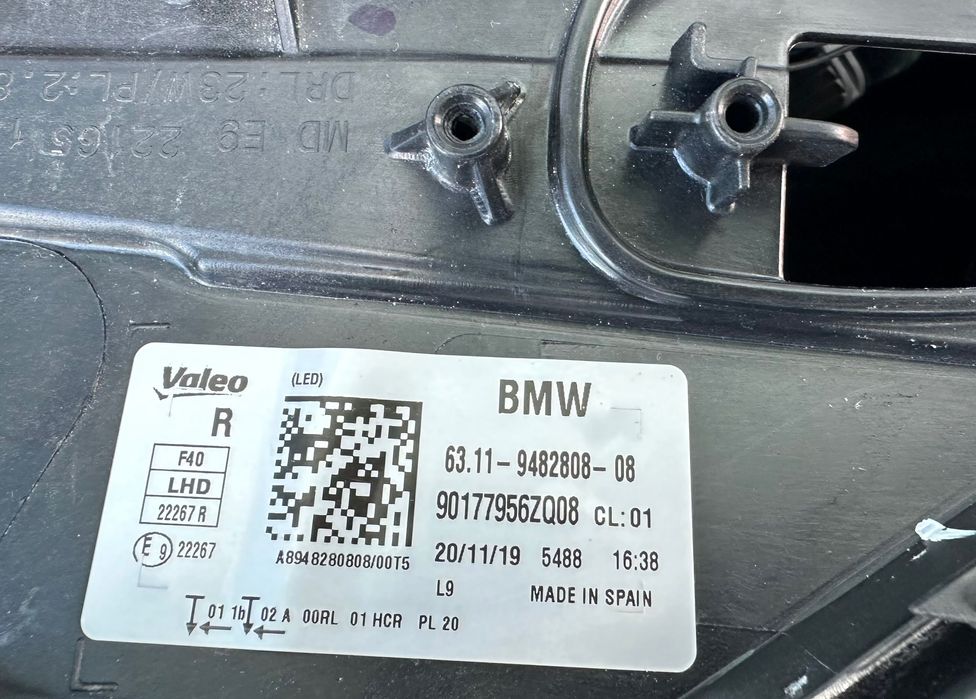 DRL:23W/PL:2.8
MD E9 22165 1
Valeo
(LED)
BMW
R
F40
LHD
22267 R
E9 22267
A8948280808/00T5
63.11-9482808-08
90177956ZQ08 CL:01
20/11/19 5488 16:38
L9 MADE IN SPAIN
01 1b 02 A 00RL 01 HCR PL 20